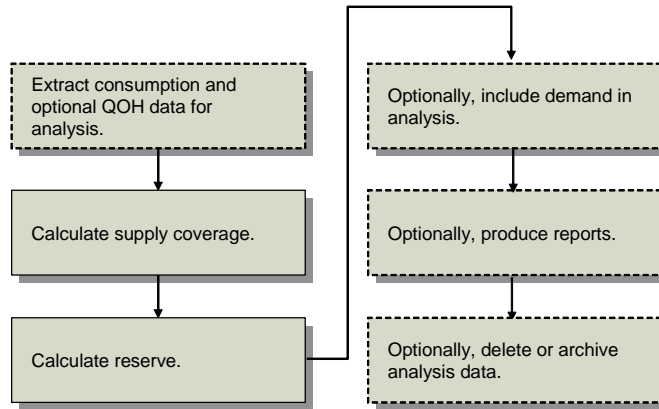 Extract consumption and
optional QOH data for
analysis.
Calculate supply coverage.
Calculate reserve.
Optionally, include demand in
analysis.
Optionally, produce reports.
Optionally, delete or archive
analysis data.